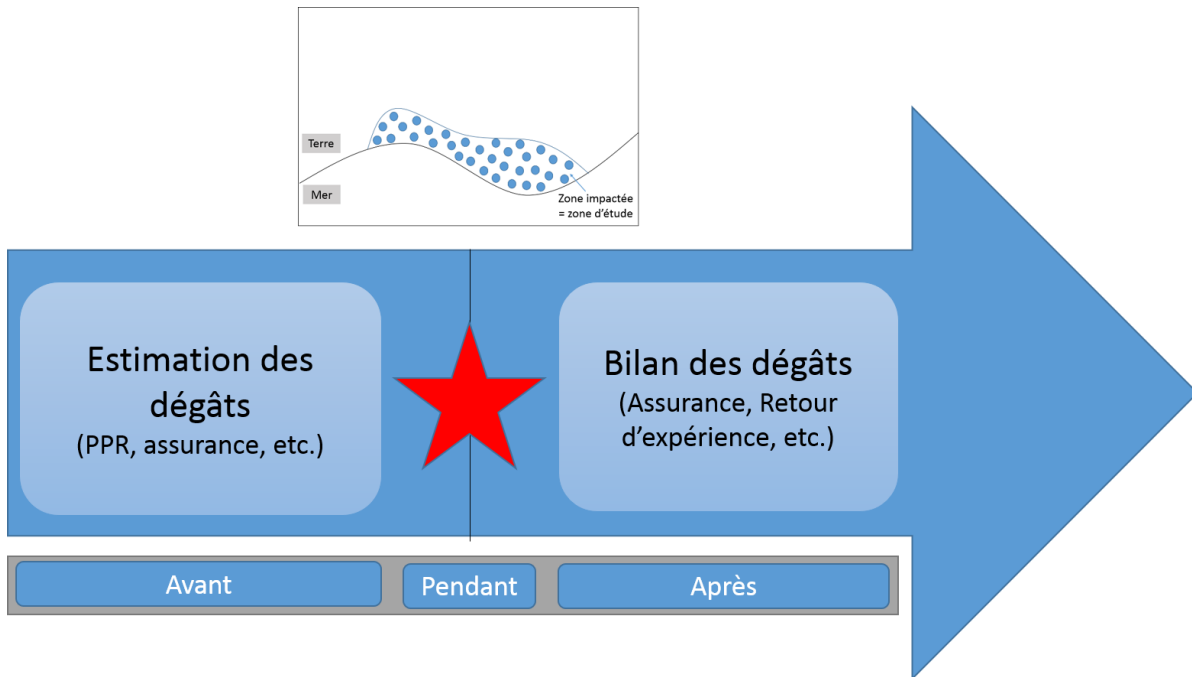 Terre
Mer
Zone impactée
= zone d'étude
Estimation des
dégâts
(PPR, assurance, etc.)
Bilan des dégâts
(Assurance, Retour
d'expérience, etc.)
Avant
Pendant
Après